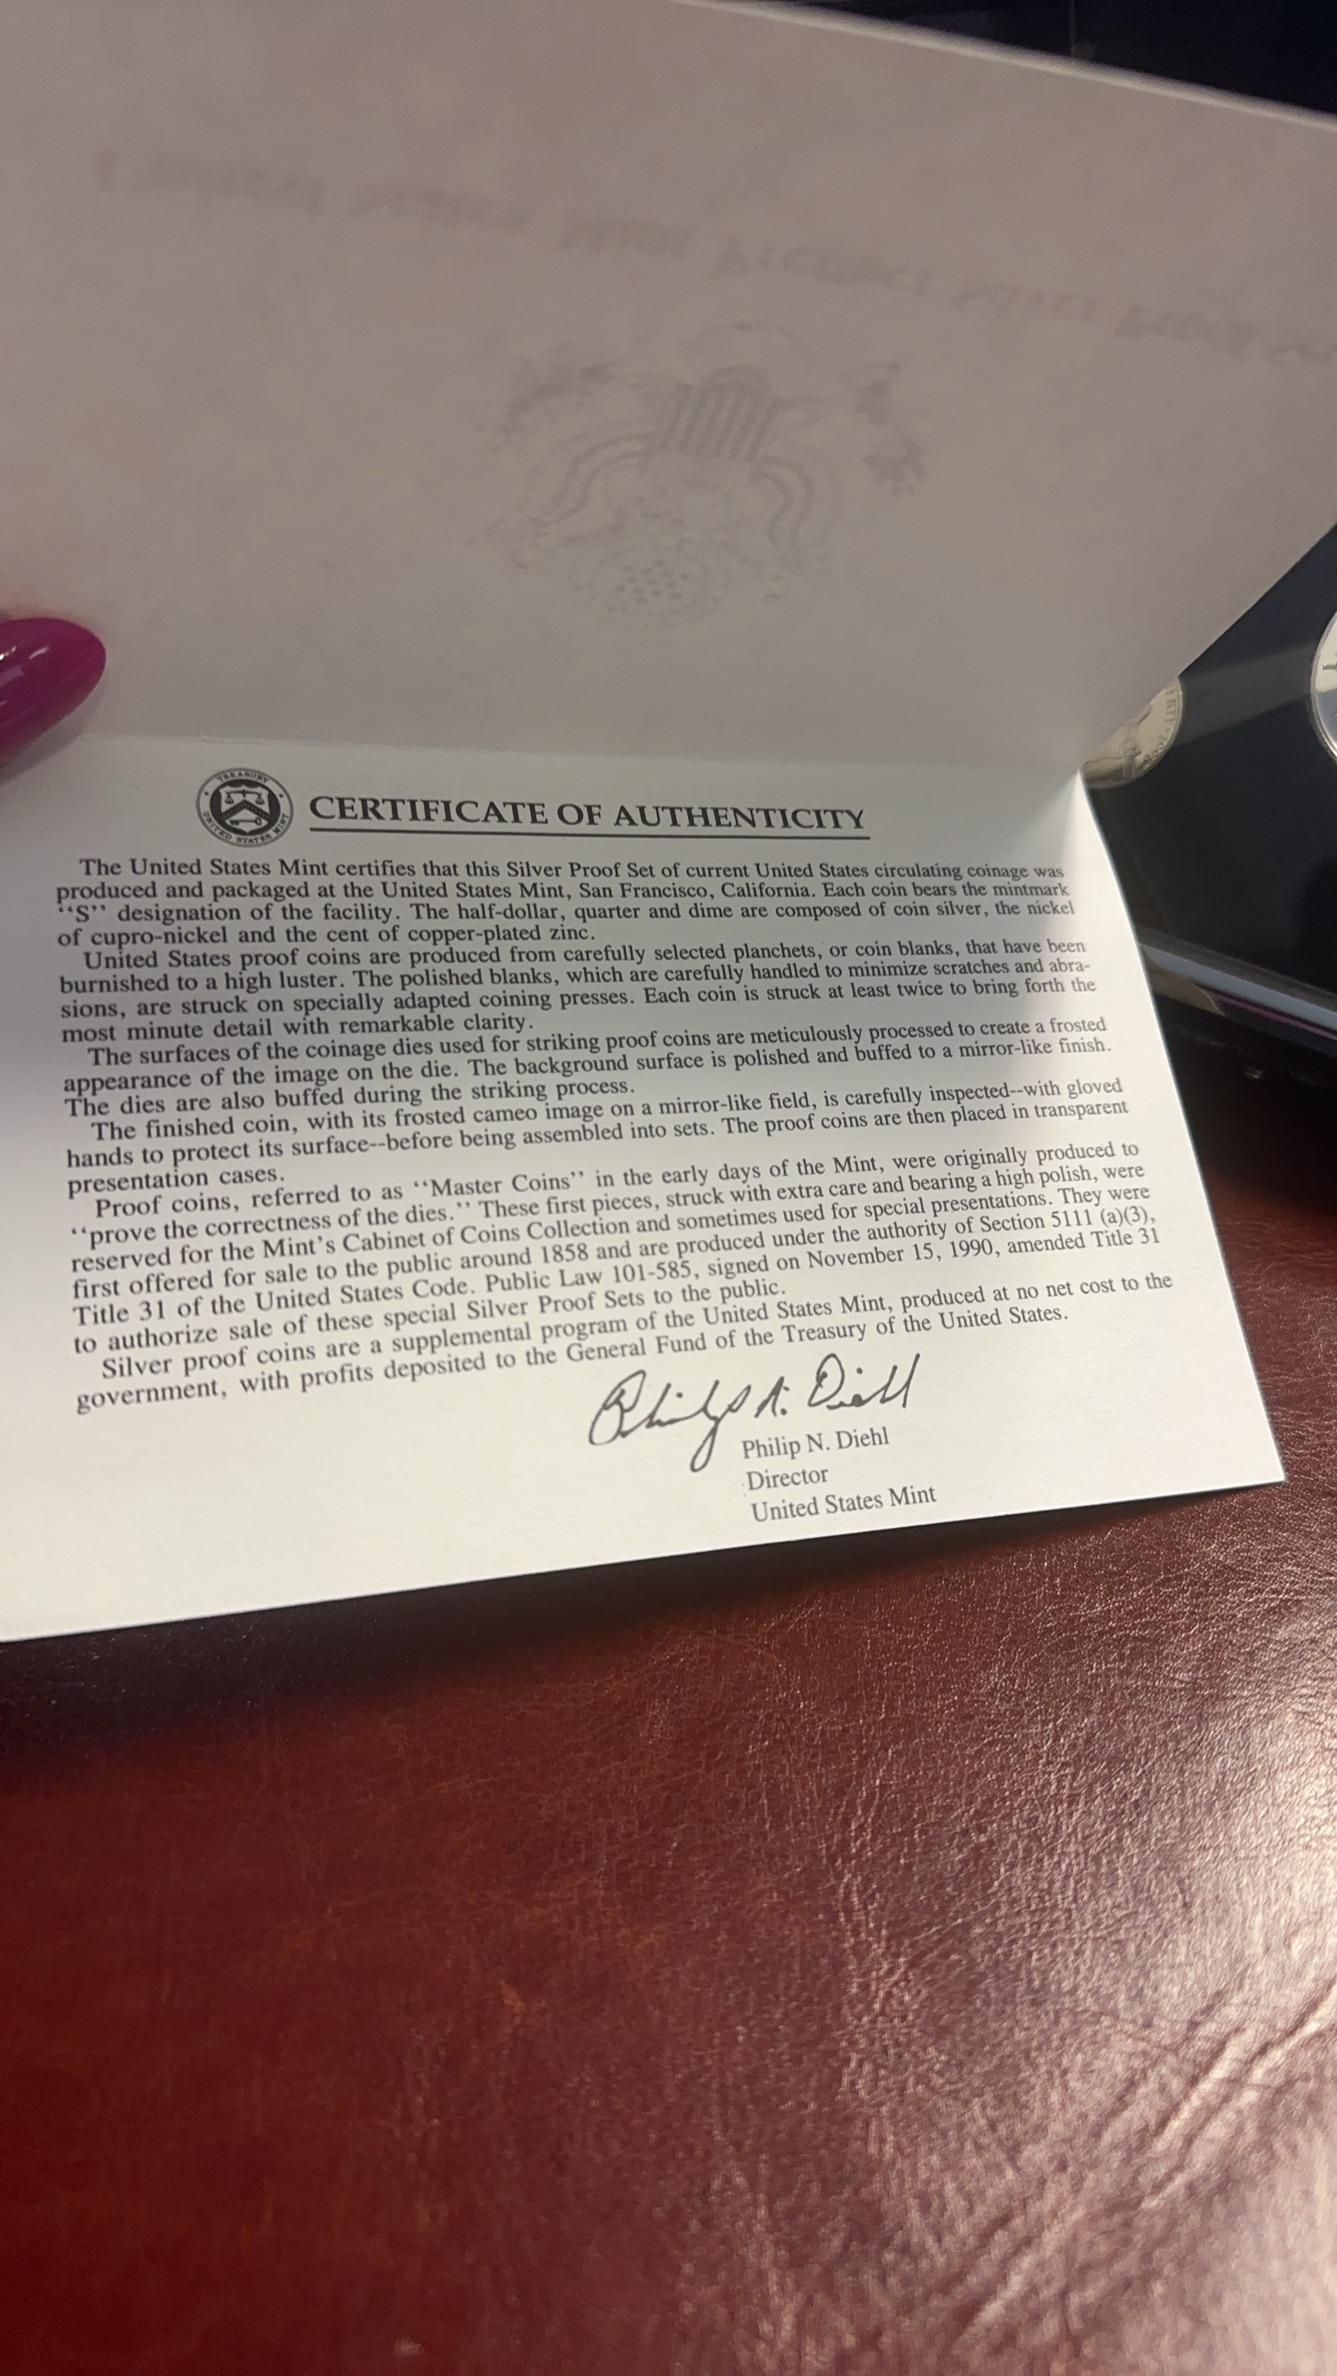 TREASURY
UNITED STATES MINT
CERTIFICATE OF AUTHENTICITY
The United States Mint certifies that this Silver Proof Set of current United States circulating coinage was
produced and packaged at the United States Mint, San Francisco, California. Each coin bears the mintmark
‘‘S’’ designation of the facility. The half-dollar, quarter and dime are composed of coin silver, the nickel
of cupro-nickel and the cent of copper-plated zinc.
United States proof coins are produced from carefully selected planchets, or coin blanks, that have been
burnished to a high luster. The polished blanks, which are carefully handled to minimize scratches and abra-
sions, are struck on specially adapted coining presses. Each coin is struck at least twice to bring forth the
most minute detail with remarkable clarity.
The surfaces of the coinage dies used for striking proof coins are meticulously processed to create a frosted
appearance of the image on the die. The background surface is polished and buffed to a mirror-like finish.
The dies are also buffed during the striking process.
The finished coin, with its frosted cameo image on a mirror-like field, is carefully inspected--with gloved
hands to protect its surface--before being assembled into sets. The proof coins are then placed in transparent
presentation cases.
Proof coins, referred to as ‘‘Master Coins’’ in the early days of the Mint, were originally produced to
‘‘prove the correctness of the dies.’’ These first pieces, struck with extra care and bearing a high polish, were
reserved for the Mint’s Cabinet of Coins Collection and sometimes used for special presentations. They were
first offered for sale to the public around 1858 and are produced under the authority of Section 5111 (a)(3),
Title 31 of the United States Code. Public Law 101-585, signed on November 15, 1990, amended Title 31
to authorize sale of these special Silver Proof Sets to the public.
Silver proof coins are a supplemental program of the United States Mint, produced at no net cost to the
government, with profits deposited to the General Fund of the Treasury of the United States.
Philip N. Diehl
Philip N. Diehl
Director
United States Mint